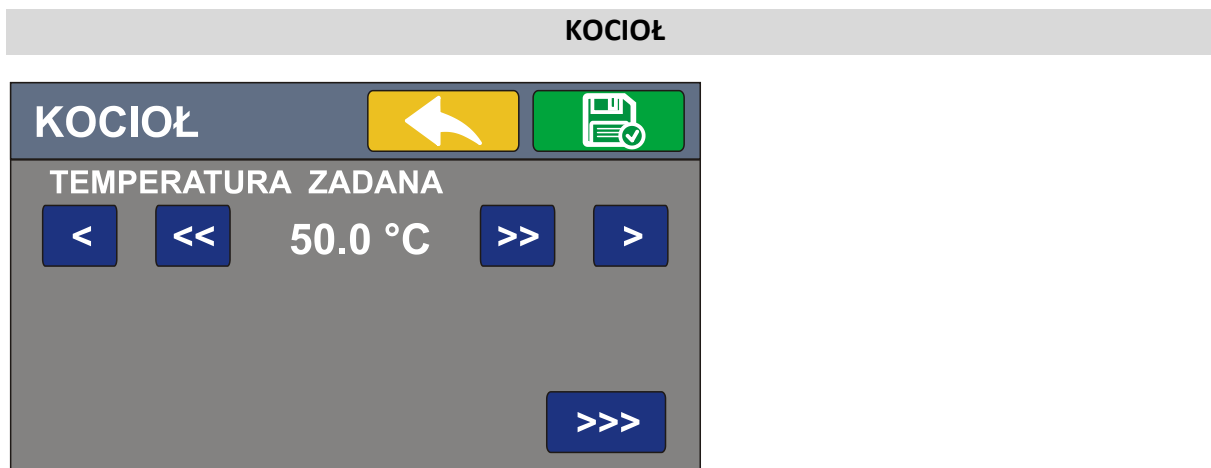 KOCIOŁ
KOCIOŁ
TEMPERATURA ZADANA
< << 50.0 °C >> >
>>>